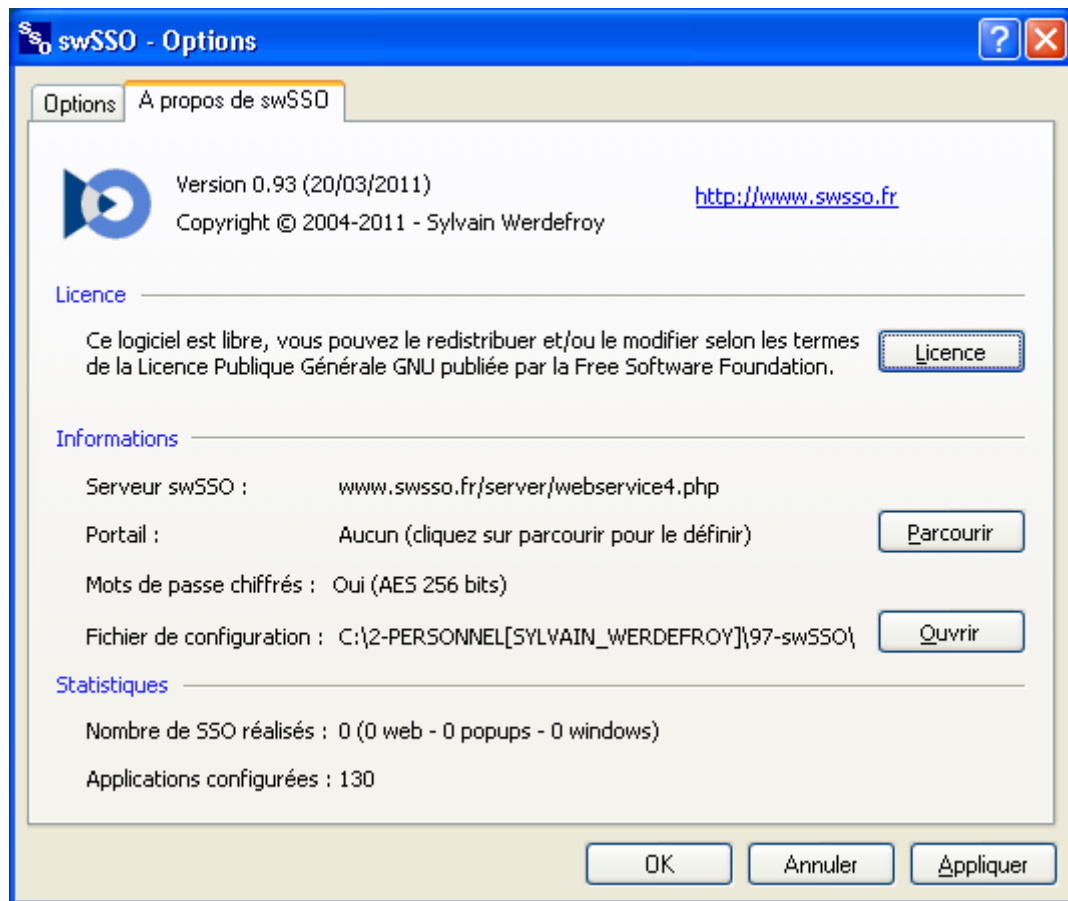 SSO swSSO - Options
Options
A propos de swSSO
Version 0.93 (20/03/2011)
http://www.swsso.fr
Copyright © 2004-2011 - Sylvain Werdefroy
Licence
Ce logiciel est libre, vous pouvez le redistribuer et/ou le modifier selon les termes
de la Licence Publique Générale GNU publiée par la Free Software Foundation.
Licence
Informations
Serveur swSSO : www.swsso.fr/server/webservice4.php
Portail : Aucun (cliquez sur parcourir pour le définir)
Parcourir
Mots de passe chiffrés : Oui (AES 256 bits)
Fichier de configuration : C:\2-PERSONNEL[SYLVAIN_WERDEFROY]\97-swSSO\
Ouvrir
Statistiques
Nombre de SSO réalisés : 0 (0 web - 0 popups - 0 windows)
Applications configurées : 130
OK
Annuler
Appliquer